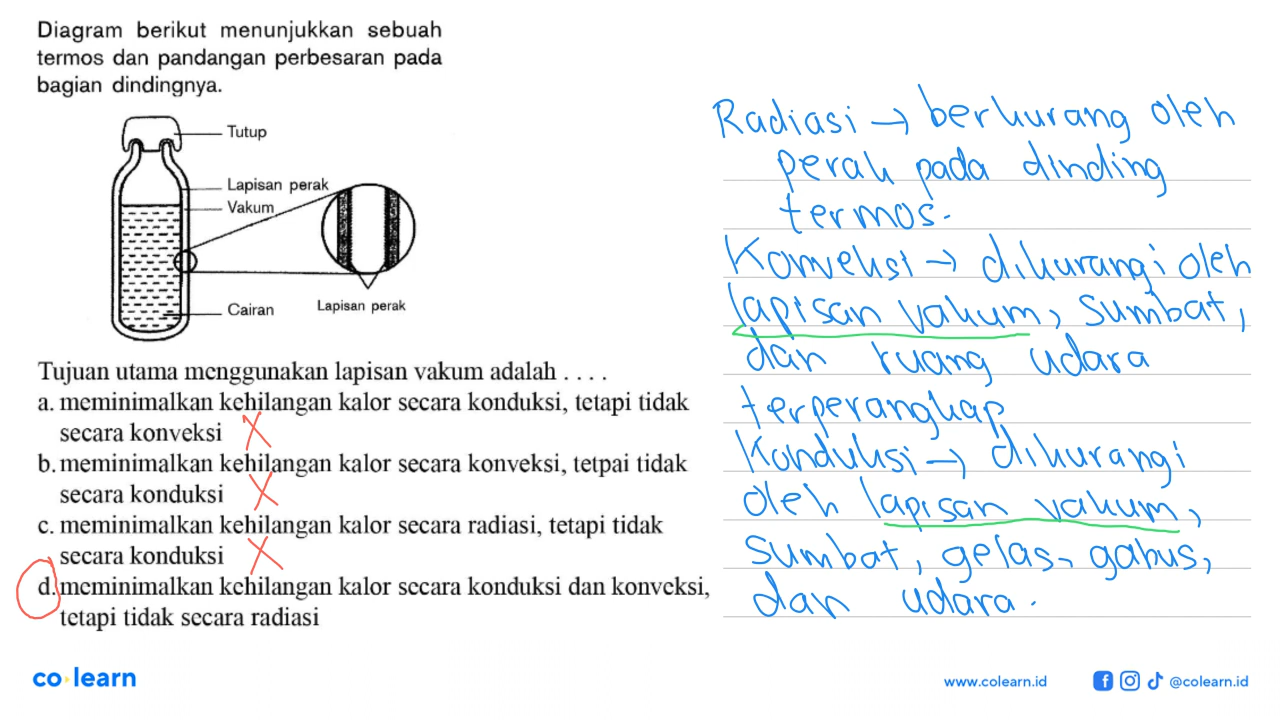 Diagram berikut menunjukkan sebuah
termos dan pandangan perbesaran pada
bagian dindingnya.
Tutup
Lapisan perak
Vakum
Cairan
Lapisan perak
Tujuan utama menggunakan lapisan vakum adalah . . . .
a. meminimalkan kehilangan kalor secara konduksi, tetapi tidak
secara konveksi
b. meminimalkan kehilangan kalor secara konveksi, tetpai tidak
secara konduksi
c. meminimalkan kehilangan kalor secara radiasi, tetapi tidak
secara konduksi
d. meminimalkan kehilangan kalor secara konduksi dan konveksi,
tetapi tidak secara radiasi
Radiasi → berkurang oleh
perak pada dinding
termos.
Konveksi → dikurangi oleh
lapisan vakum, sumbat,
dan ruang udara
terperangkap
Konduksi → dikurangi
oleh lapisan vakum,
sumbat, gelas, gabus,
dan udara.
co learn
www.colearn.id
@colearn.id